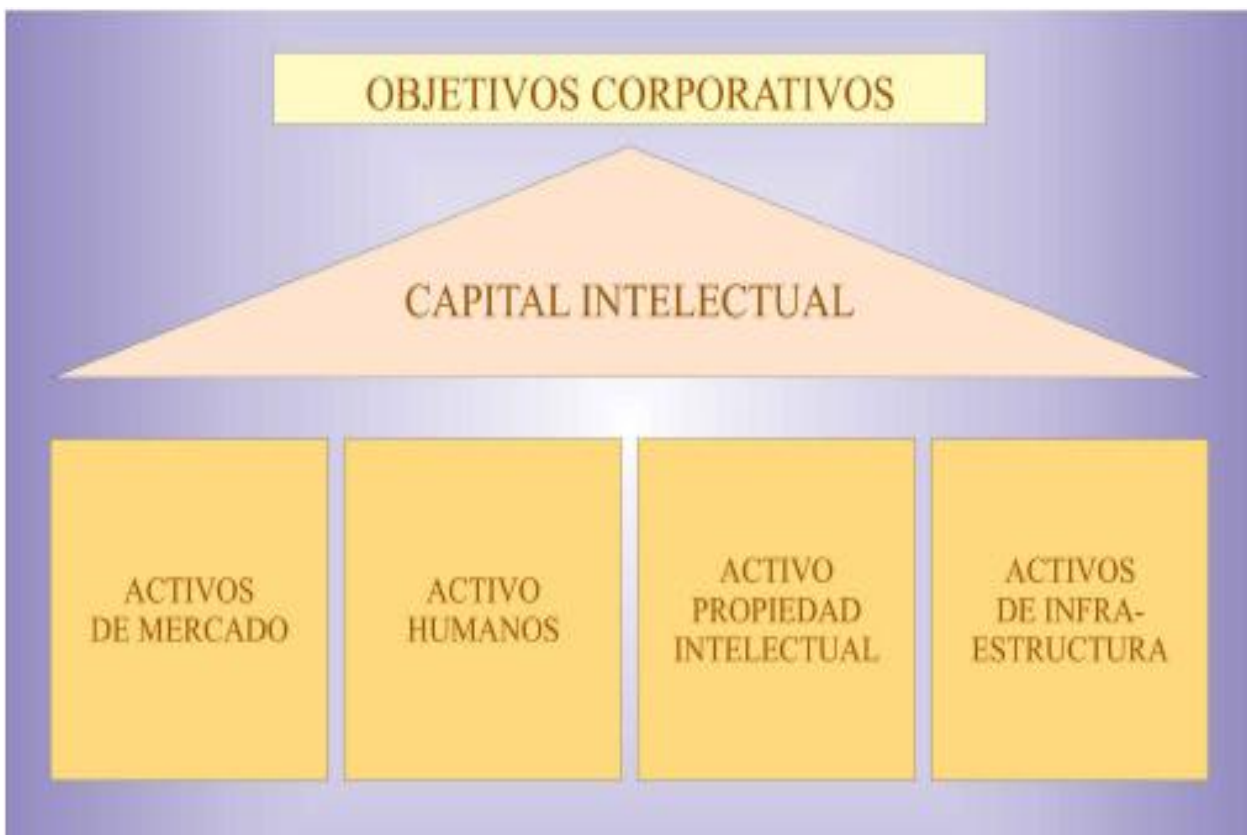 OBJETIVOS CORPORATIVOS
CAPITAL INTELECTUAL
ACTIVOS
DE MERCADO
ACTIVO
HUMANOS
ACTIVO
PROPIEDAD
INTELECTUAL
ACTIVOS
DE INFRA-
ESTRUCTURA